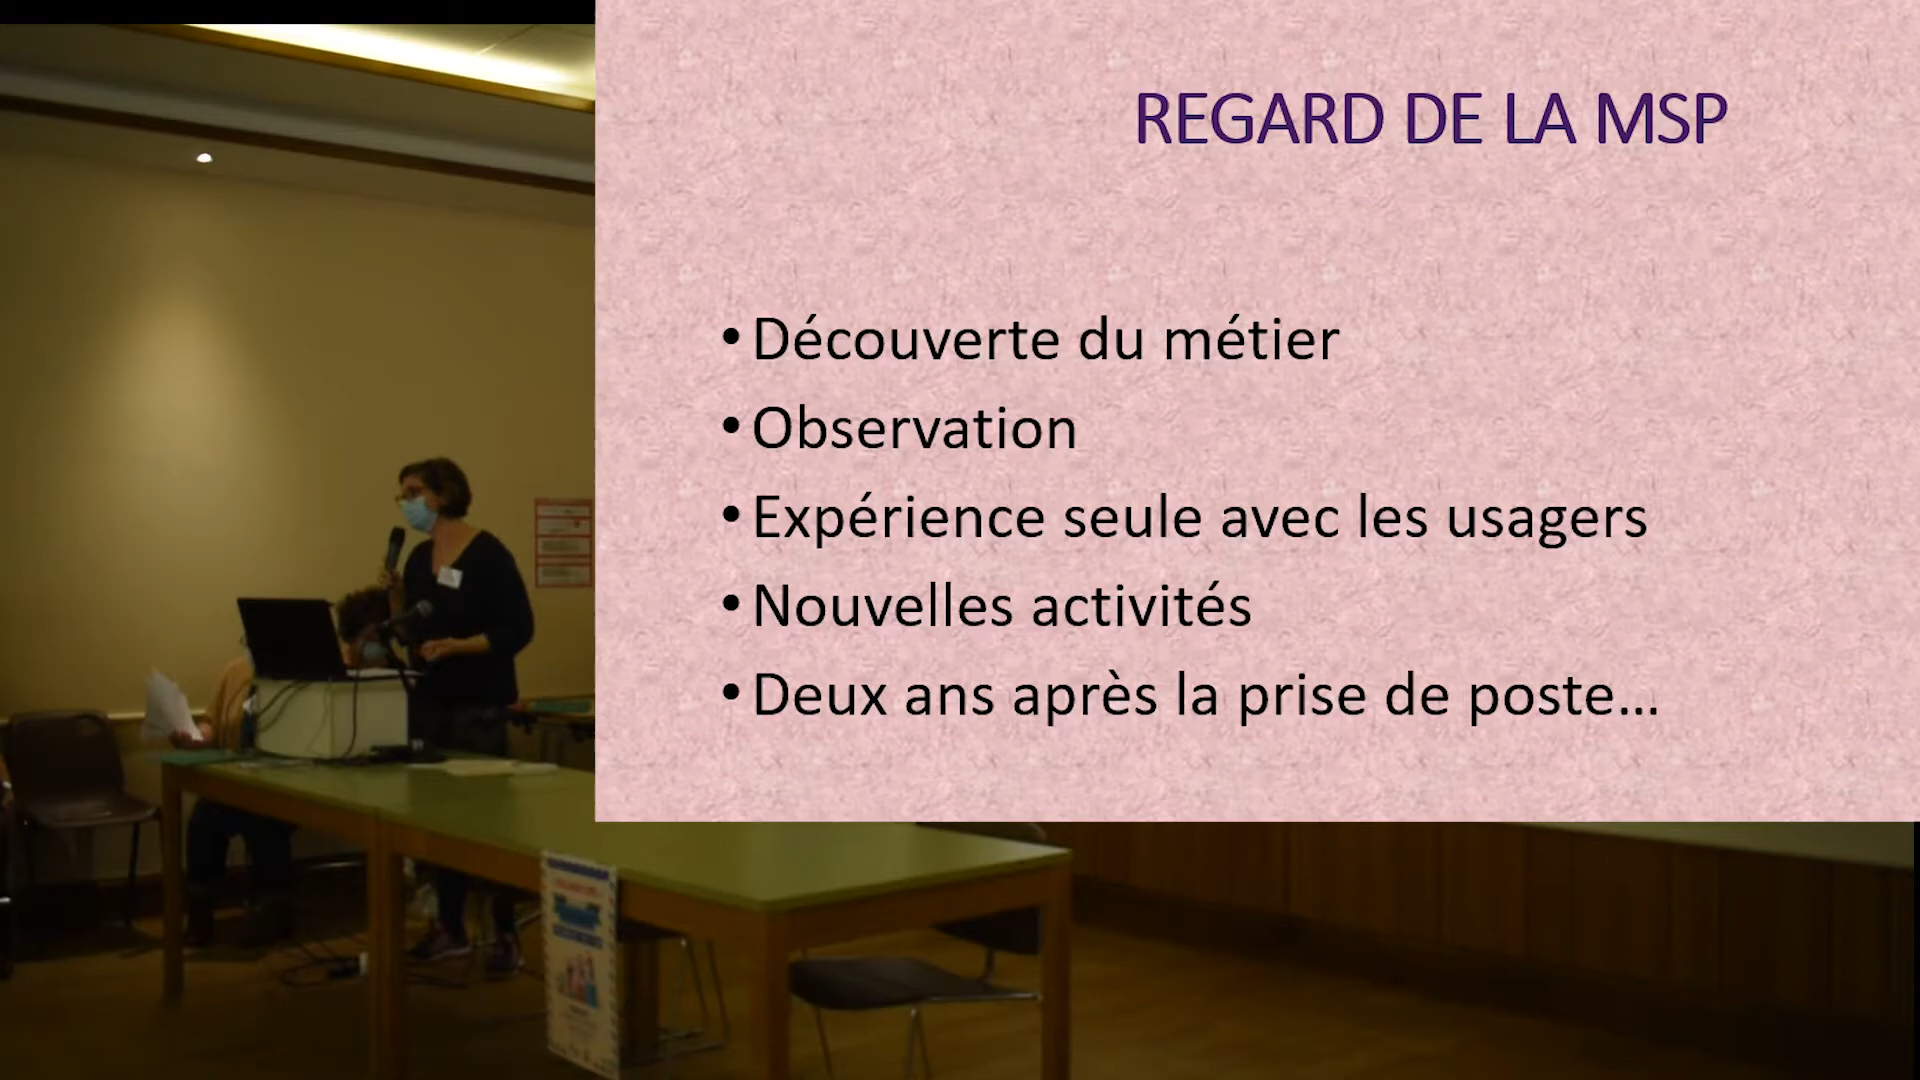 REGARD DE LA MSP
• Découverte du métier
• Observation
• Expérience seule avec les usagers
• Nouvelles activités
• Deux ans après la prise de poste...